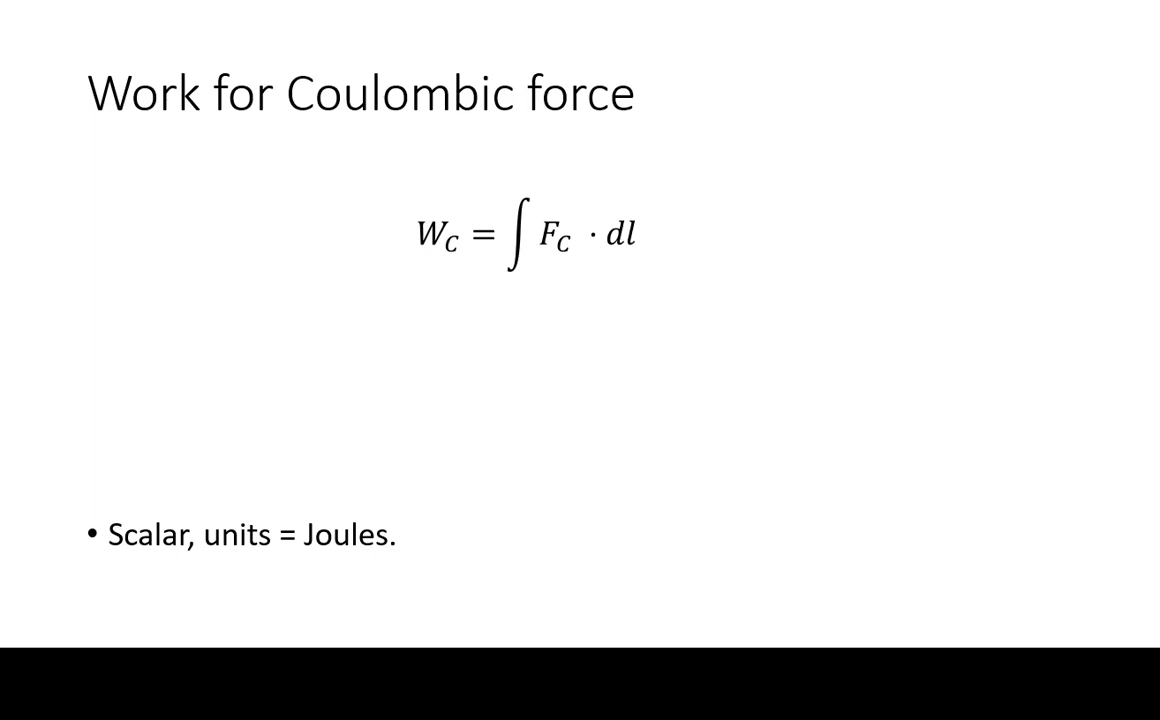 Work for Coulombic force
W_C = ∫ F_C · dl
• Scalar, units = Joules.